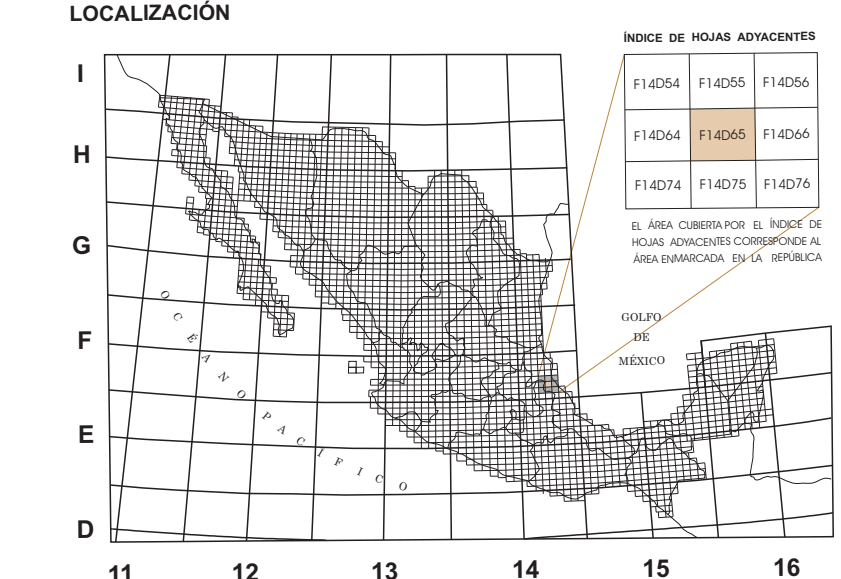 LOCALIZACIÓN
ÍNDICE DE HOJAS ADYACENTES
F14D54 F14D55 F14D56
F14D64 F14D65 F14D66
F14D74 F14D75 F14D76
EL ÁREA CUBIERTA POR EL ÍNDICE DE
HOJAS ADYACENTES CORRESPONDE AL
ÁREA ENMARCADA EN LA REPÚBLICA
I
H
G
F
E
D
GOLFO
DE
MÉXICO
OCÉANO PACÍFICO
11 12 13 14 15 16